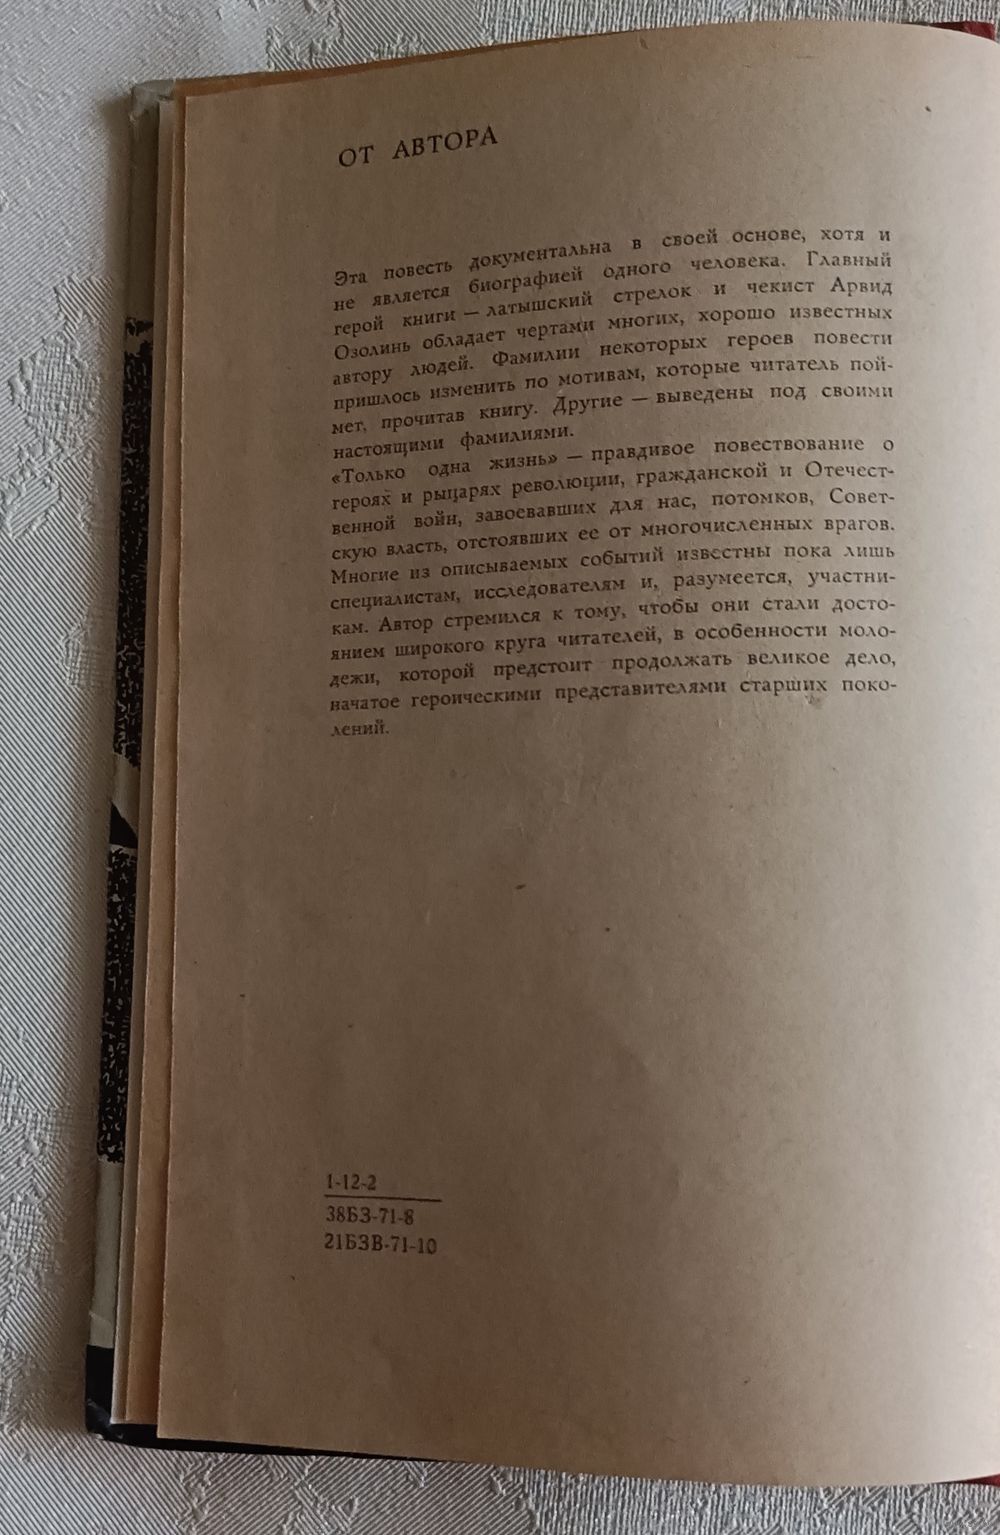 ОТ АВТОРА
Эта повесть документальна в своей основе, хотя и
не является биографией одного человека. Главный
герой книги — латышский стрелок и чекист Арвид
Озолинь обладает чертами многих, хорошо известных
автору людей. Фамилии некоторых героев повести
пришлось изменить по мотивам, которые читатель пой-
мет, прочитав книгу. Другие — выведены под своими
настоящими фамилиями.
«Только одна жизнь» — правдивое повествование о
героях и рыцарях революции, гражданской и Отечест-
венной войн, завоевавших для нас, потомков, Совет-
скую власть, отстоявших ее от многочисленных врагов.
Многие из описываемых событий известны пока лишь
специалистам, исследователям и, разумеется, участни-
кам. Автор стремился к тому, чтобы они стали досто-
янием широкого круга читателей, в особенности моло-
дежи, которой предстоит продолжать великое дело,
начатое героическими представителями старших поко-
лений.
1-12-2
38БЗ-71-8
21БЗВ-71-10